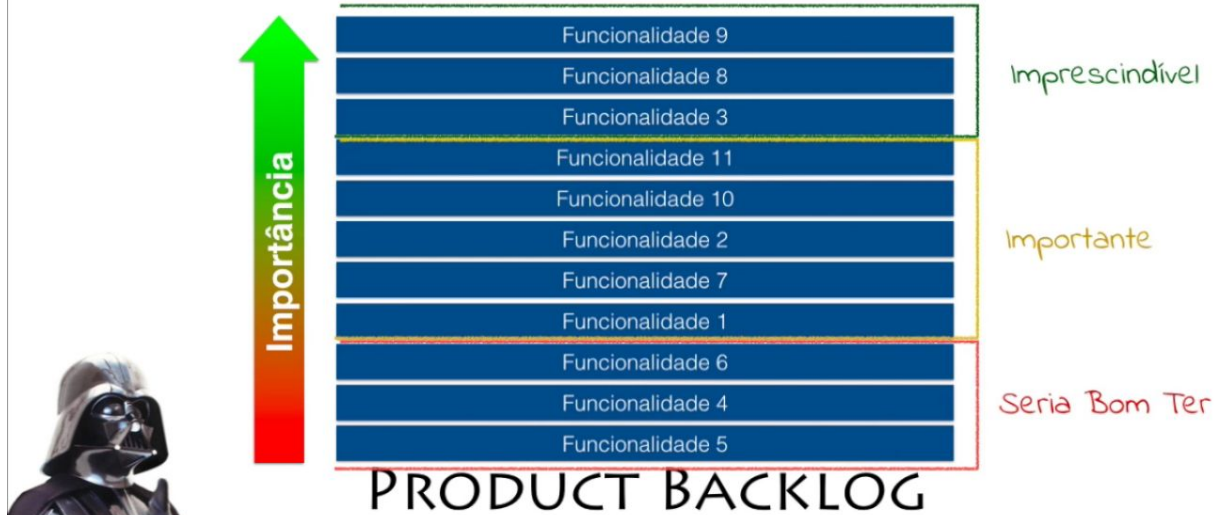 Importância
Funcionalidade 9
Funcionalidade 8
Funcionalidade 3
Imprescindível
Funcionalidade 11
Funcionalidade 10
Funcionalidade 2
Funcionalidade 7
Funcionalidade 1
Importante
Funcionalidade 6
Funcionalidade 4
Funcionalidade 5
Seria Bom Ter
PRODUCT BACKLOG